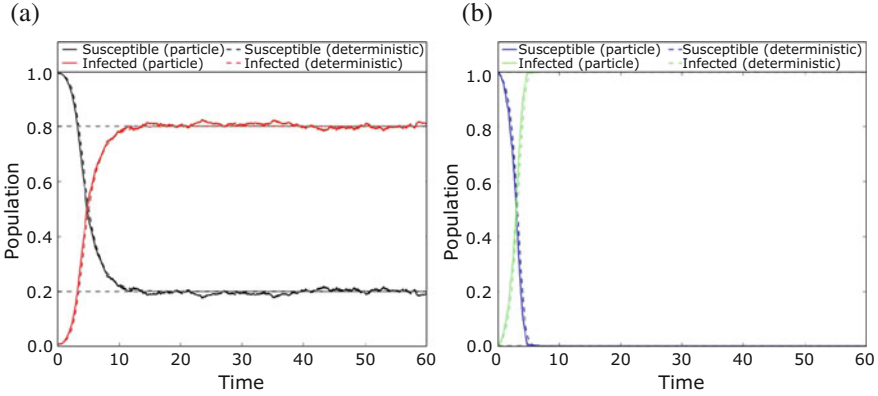 (a)
(b)
Susceptible (particle) Susceptible (deterministic)
Infected (particle) Infected (deterministic)
1.0
0.8
0.6
0.4
0.2
0.0
Population
0 10 20 30 40 50 60
Time
Susceptible (particle) Susceptible (deterministic)
Infected (particle) Infected (deterministic)
1.0
0.8
0.6
0.4
0.2
0.0
Population
0 10 20 30 40 50 60
Time